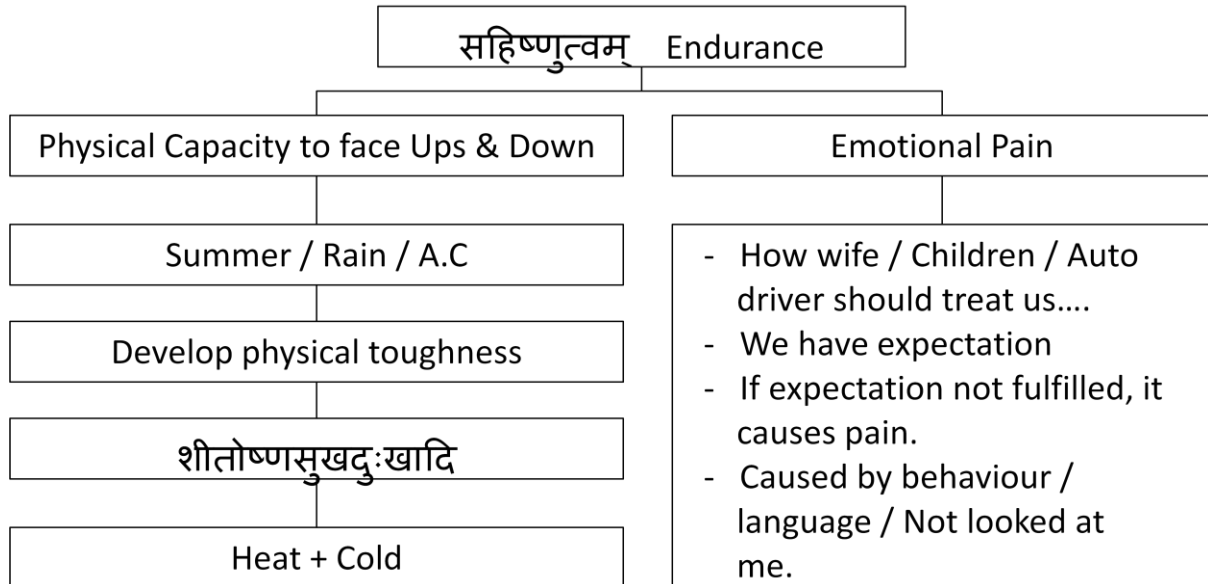 सहिष्णुत्वम् Endurance
Physical Capacity to face Ups & Down
Summer / Rain / A.C
Develop physical toughness
शीतोष्णसुखदुःखादि
Heat + Cold
Emotional Pain
- How wife / Children / Auto
driver should treat us….
- We have expectation
- If expectation not fulfilled, it
causes pain.
- Caused by behaviour /
language / Not looked at
me.